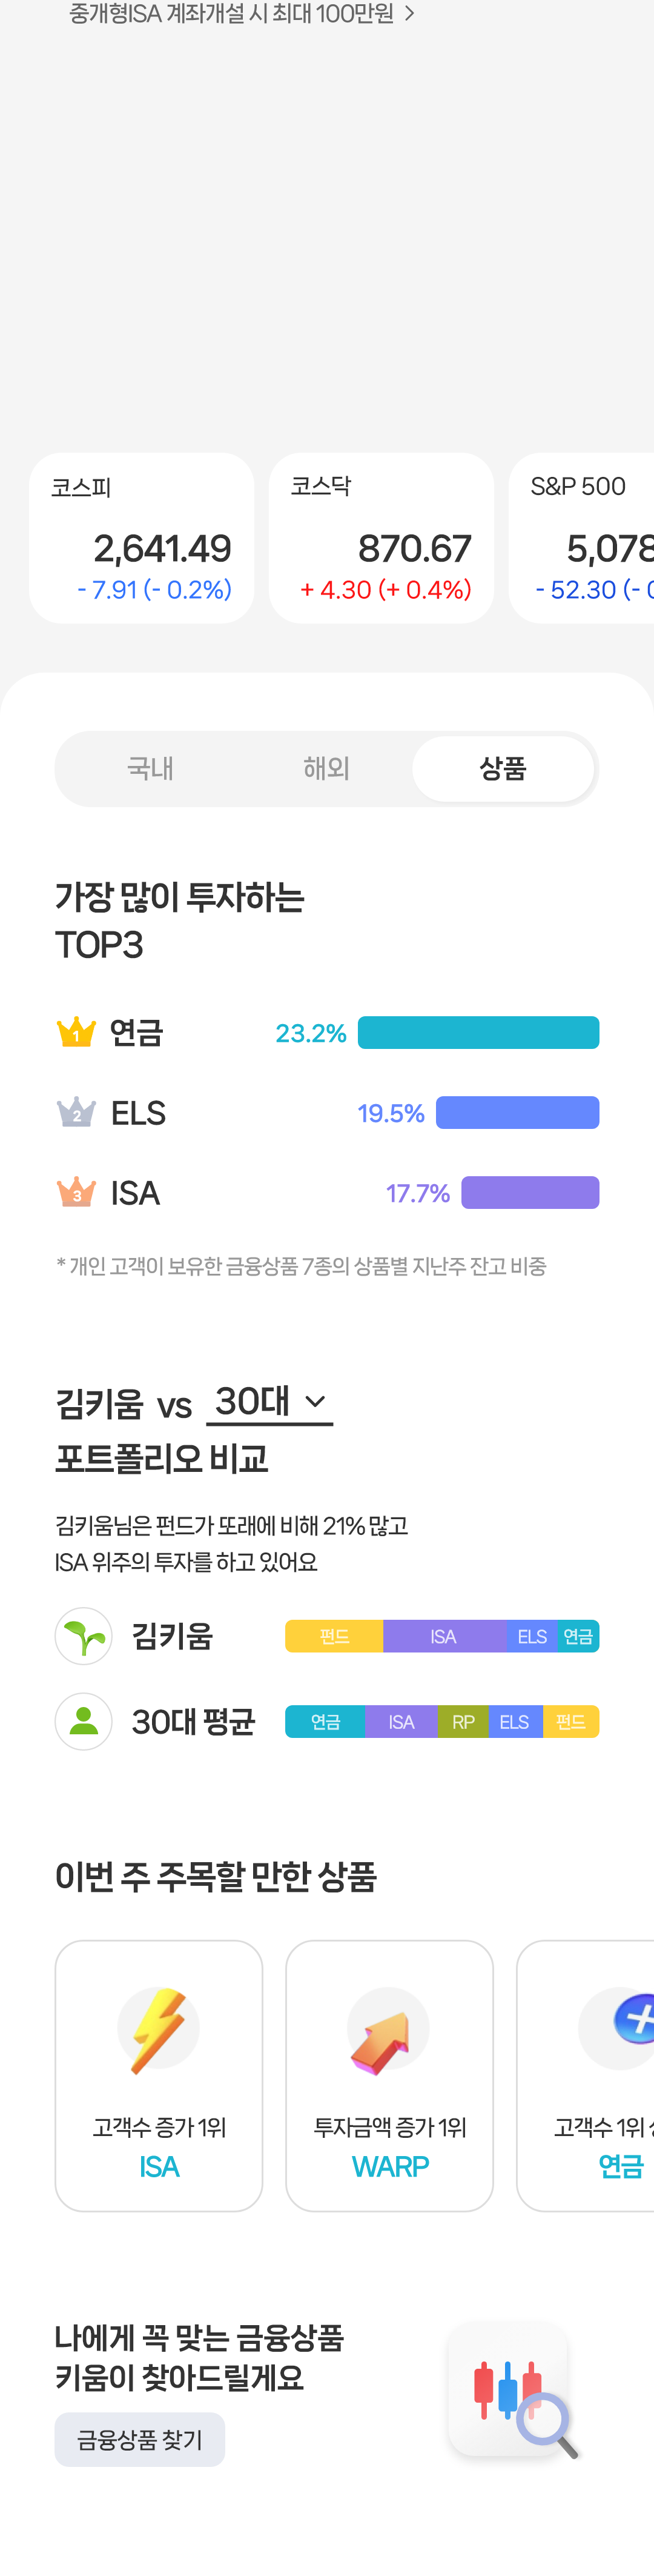 중개형ISA 계좌개설 시 최대 100만원 >
코스피
2,641.49
- 7.91 (- 0.2%)
코스닥
870.67
+ 4.30 (+ 0.4%)
S&P 500
5,078
- 52.30 (- 0
국내
해외
상품
가장 많이 투자하는
TOP3
1 연금 23.2%
2 ELS 19.5%
3 ISA 17.7%
* 개인 고객이 보유한 금융상품 7종의 상품별 지난주 잔고 비중
김키움 vs 30대
포트폴리오 비교
김키움님은 펀드가 또래에 비해 21% 많고
ISA 위주의 투자를 하고 있어요
김키움 펀드 ISA ELS 연금
30대 평균 연금 ISA RP ELS 펀드
이번 주 주목할 만한 상품
고객수 증가 1위
ISA
투자금액 증가 1위
WARP
고객수 1위
연금
나에게 꼭 맞는 금융상품
키움이 찾아드릴게요
금융상품 찾기